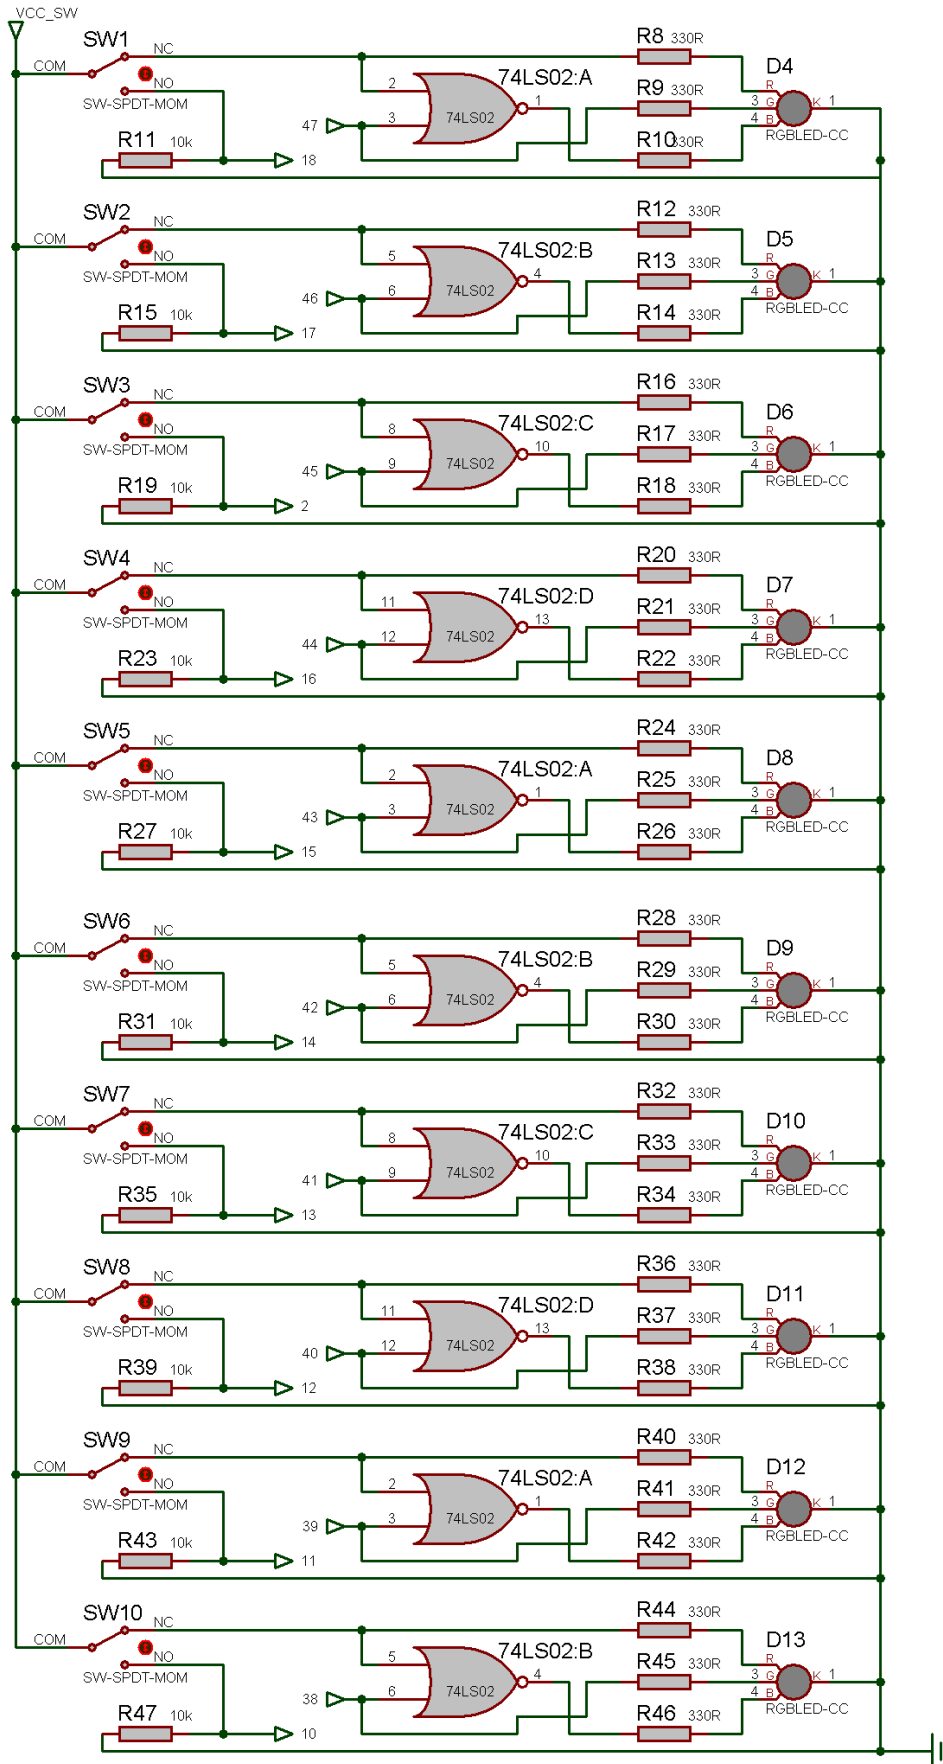 VCC_SW
SW1
NC
R8 330R
COM
NO
SW-SPDT-MOM
2
3
47
74LS02:A
74LS02
1
R9 330R
D4
R
3 G
4 B
K 1
RGBLED-CC
R11 10k
18
R10 330R
SW2
NC
R12 330R
COM
NO
SW-SPDT-MOM
5
6
46
74LS02:B
74LS02
4
R13 330R
D5
R
3 G
4 B
K 1
RGBLED-CC
R15 10k
17
R14 330R
SW3
NC
R16 330R
COM
NO
SW-SPDT-MOM
8
9
45
74LS02:C
74LS02
10
R17 330R
D6
R
3 G
4 B
K 1
RGBLED-CC
R19 10k
2
R18 330R
SW4
NC
R20 330R
COM
NO
SW-SPDT-MOM
11
12
44
74LS02:D
74LS02
13
R21 330R
D7
R
3 G
4 B
K 1
RGBLED-CC
R23 10k
16
R22 330R
SW5
NC
R24 330R
COM
NO
SW-SPDT-MOM
2
3
43
74LS02:A
74LS02
1
R25 330R
D8
R
3 G
4 B
K 1
RGBLED-CC
R27 10k
15
R26 330R
SW6
NC
R28 330R
COM
NO
SW-SPDT-MOM
5
6
42
74LS02:B
74LS02
4
R29 330R
D9
R
3 G
4 B
K 1
RGBLED-CC
R31 10k
14
R30 330R
SW7
NC
R32 330R
COM
NO
SW-SPDT-MOM
8
9
41
74LS02:C
74LS02
10
R33 330R
D10
R
3 G
4 B
K 1
RGBLED-CC
R35 10k
13
R34 330R
SW8
NC
R36 330R
COM
NO
SW-SPDT-MOM
11
12
40
74LS02:D
74LS02
13
R37 330R
D11
R
3 G
4 B
K 1
RGBLED-CC
R39 10k
12
R38 330R
SW9
NC
R40 330R
COM
NO
SW-SPDT-MOM
2
3
39
74LS02:A
74LS02
1
R41 330R
D12
R
3 G
4 B
K 1
RGBLED-CC
R43 10k
11
R42 330R
SW10
NC
R44 330R
COM
NO
SW-SPDT-MOM
5
6
38
74LS02:B
74LS02
4
R45 330R
D13
R
3 G
4 B
K 1
RGBLED-CC
R47 10k
10
R46 330R